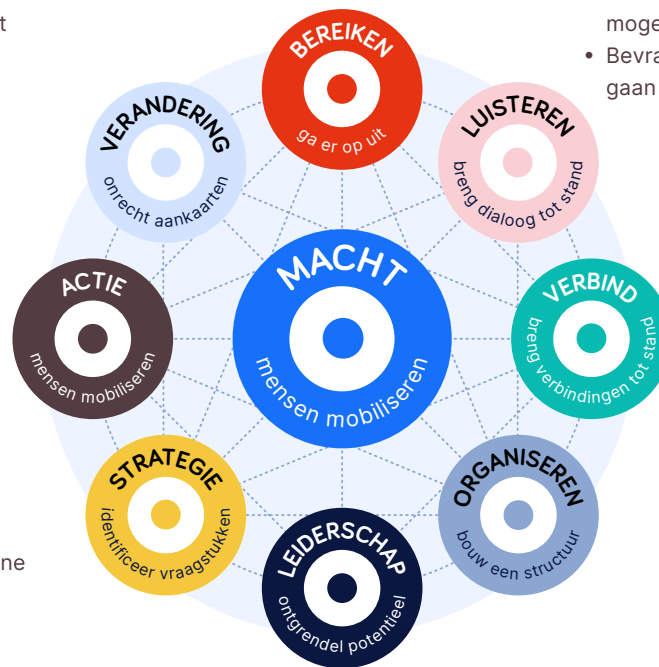 t
moge
• Bevra
gaan
BEREIKEN
ga er op uit
VERANDERING
onrecht aankaarten
LUISTEREN
breng dialoog tot stand
ACTIE
mensen mobiliseren
MACHT
mensen mobiliseren
VERBIND
breng verbindingen tot stand
STRATEGIE
identificeer vraagstukken
ORGANISEREN
bouw een structuur
LEIDERSCHAP
ontgrendel potentieel
ne